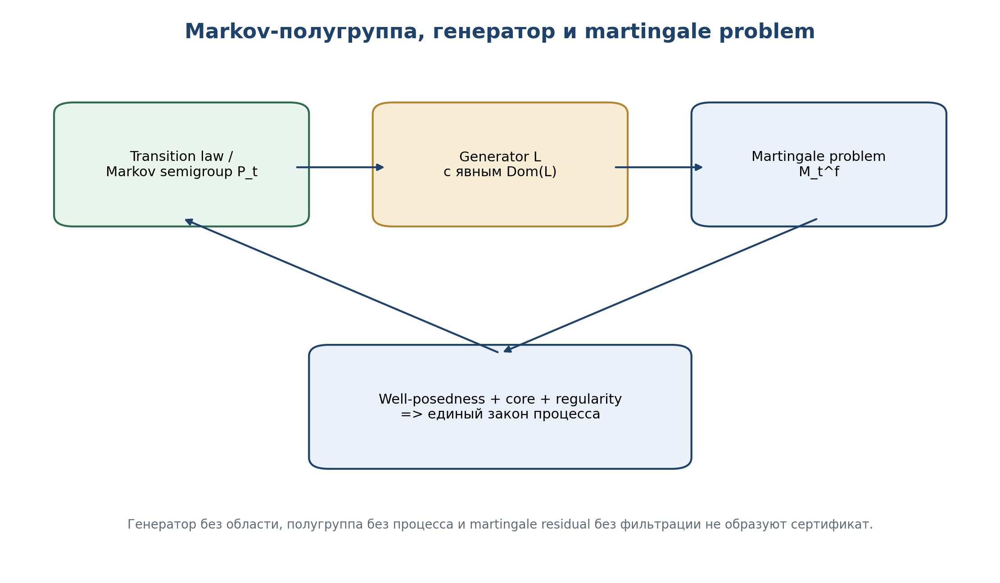 Markov-полугруппа, генератор и martingale problem
Transition law /
Markov semigroup P_t
Generator L
с явным Dom(L)
Martingale problem
M_t^f
Well-posedness + core + regularity
=> единый закон процесса
Генератор без области, полугруппа без процесса и martingale residual без фильтрации не образуют сертификат.